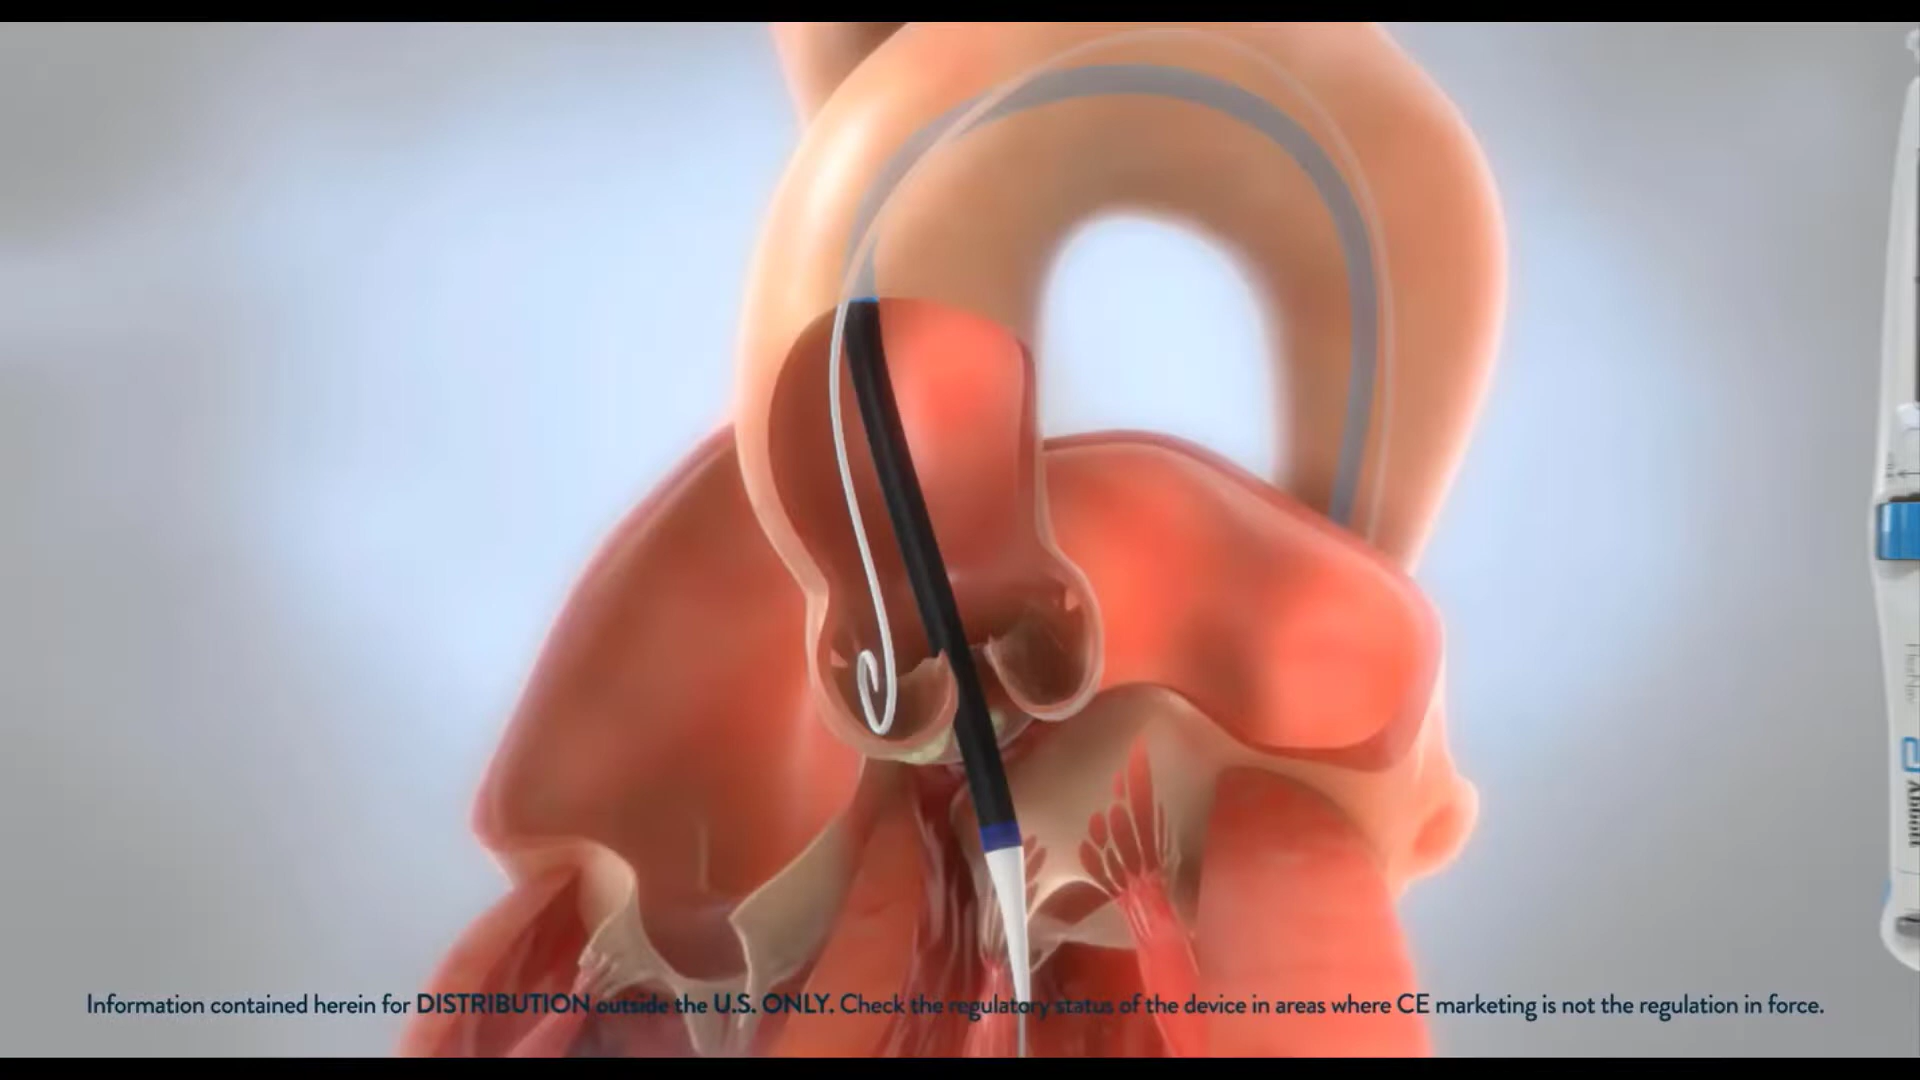 Information contained herein for DISTRIBUTION outside the U.S. ONLY. Check the regulatory status of the device in areas where CE marketing is not the regulation in force.
Abbott